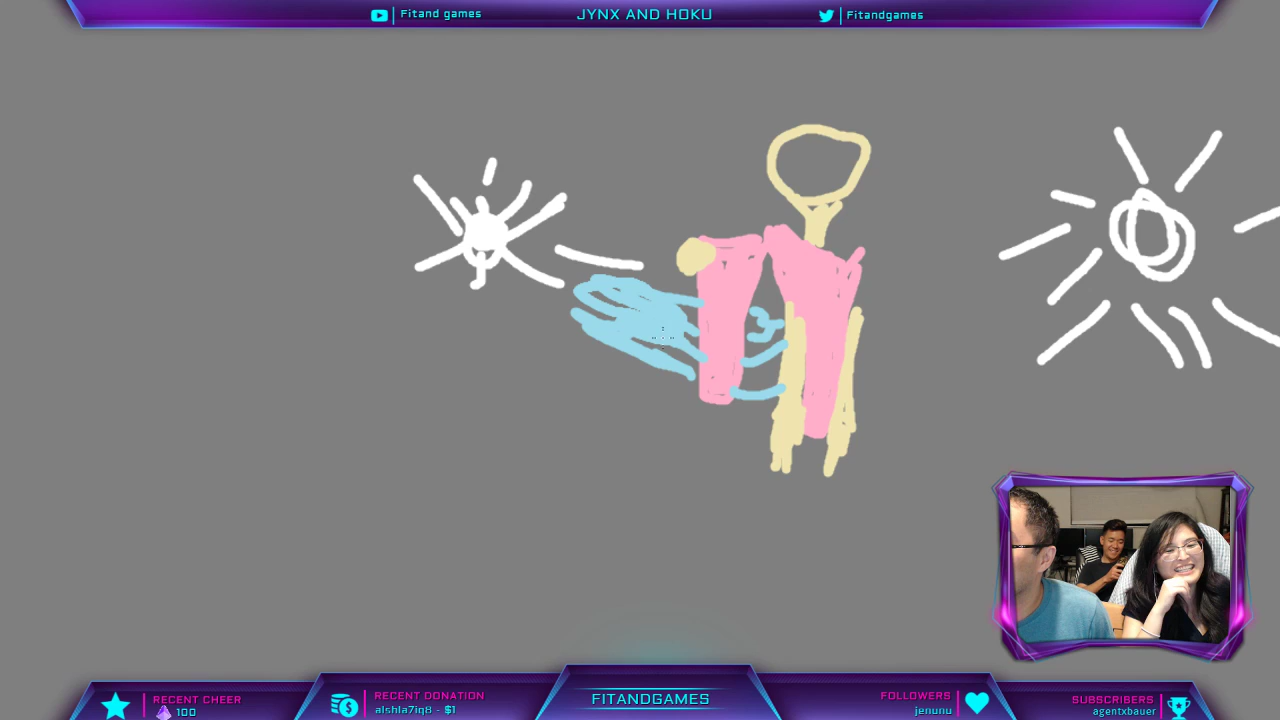 Fitand games
JYNX AND HOKU
Fitandgames
RECENT CHEER
100
RECENT DONATION
alshla7iq8 - $1
FITANDGAMES
FOLLOWERS
jenunu
SUBSCRIBERS
agentxbauer